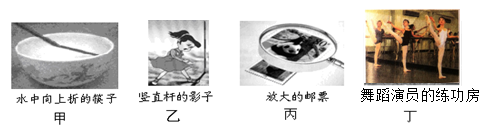 水中向上折的筷子
甲
竖直杆的影子
乙
放大的邮票
丙
舞蹈演员的练功房
丁